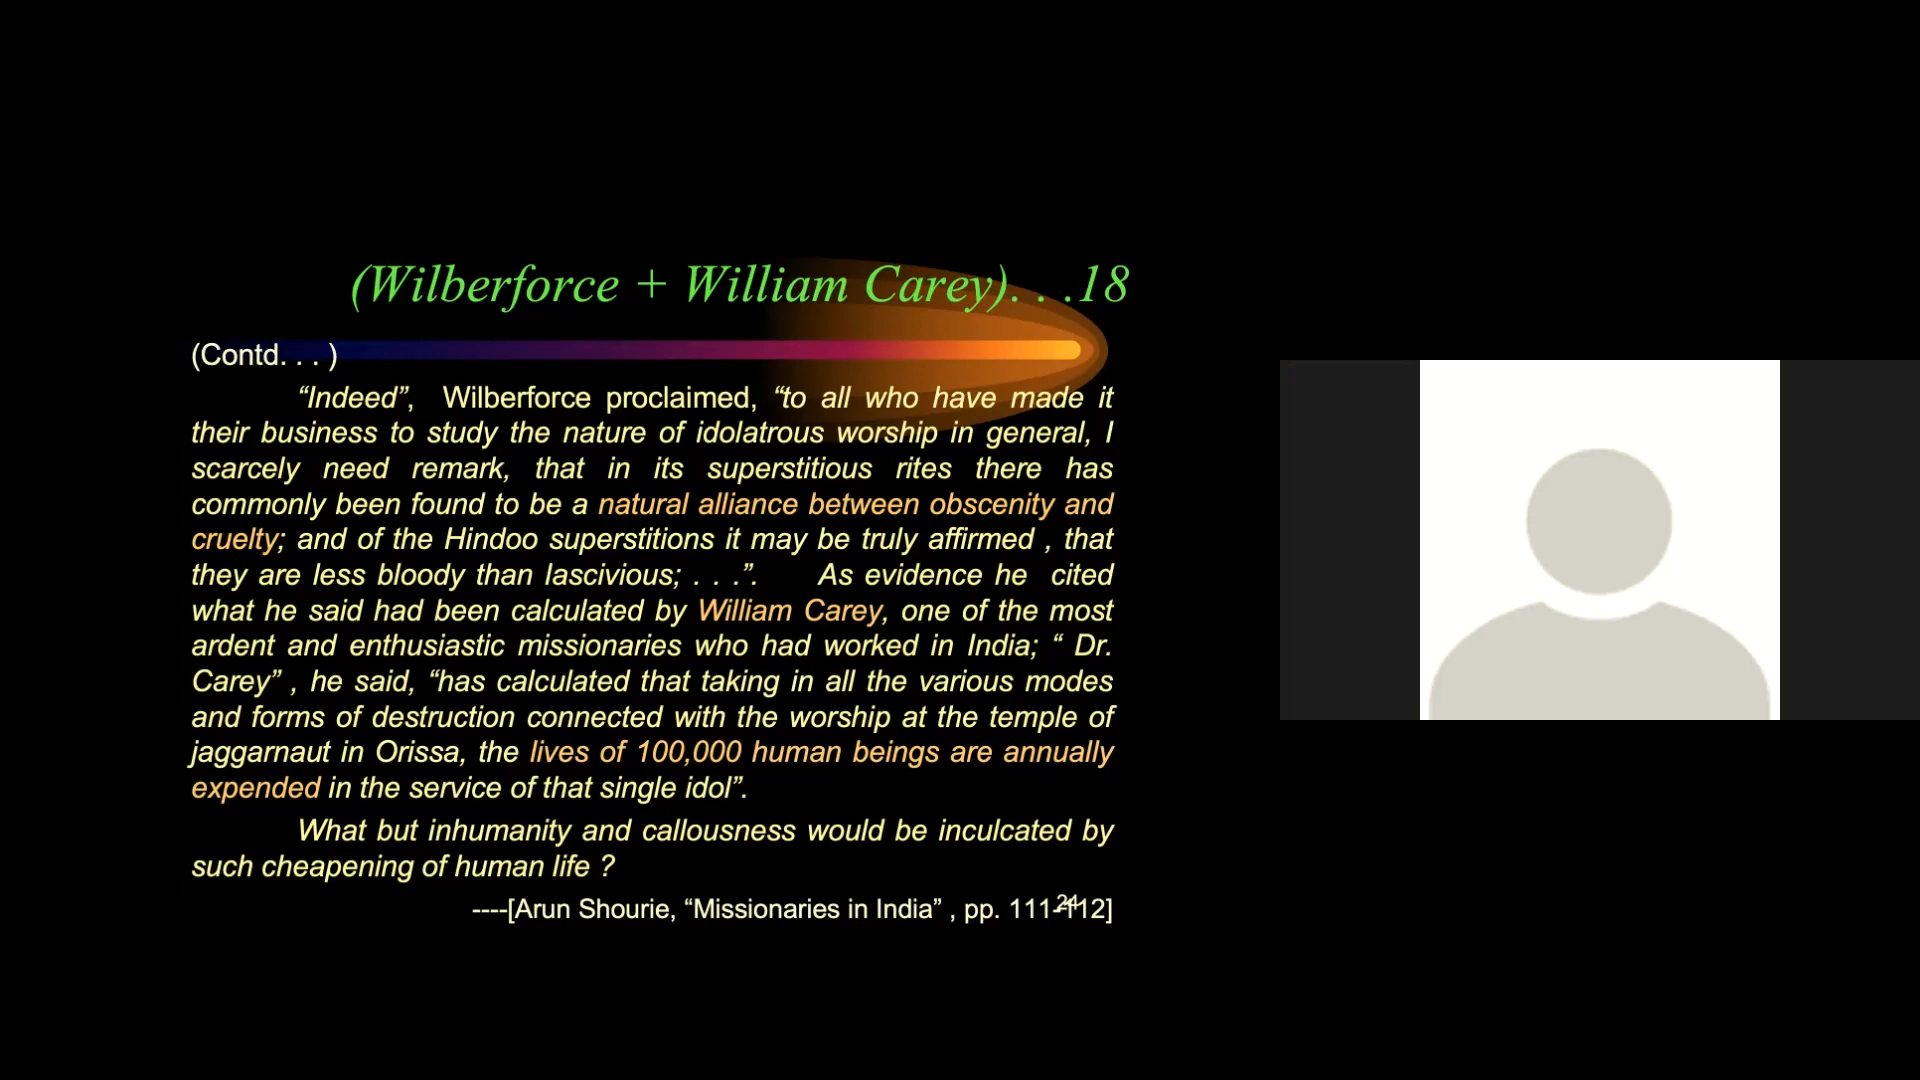 (Wilberforce + William Carey). . .18
(Contd. . . )
“Indeed”, Wilberforce proclaimed, “to all who have made it
their business to study the nature of idolatrous worship in general, I
scarcely need remark, that in its superstitious rites there has
commonly been found to be a natural alliance between obscenity and
cruelty; and of the Hindoo superstitions it may be truly affirmed , that
they are less bloody than lascivious; . . .”. As evidence he cited
what he said had been calculated by William Carey, one of the most
ardent and enthusiastic missionaries who had worked in India; “ Dr.
Carey” , he said, “has calculated that taking in all the various modes
and forms of destruction connected with the worship at the temple of
jaggarnaut in Orissa, the lives of 100,000 human beings are annually
expended in the service of that single idol”.
What but inhumanity and callousness would be inculcated by
such cheapening of human life ?
----[Arun Shourie, “Missionaries in India” , pp. 111-112]
24